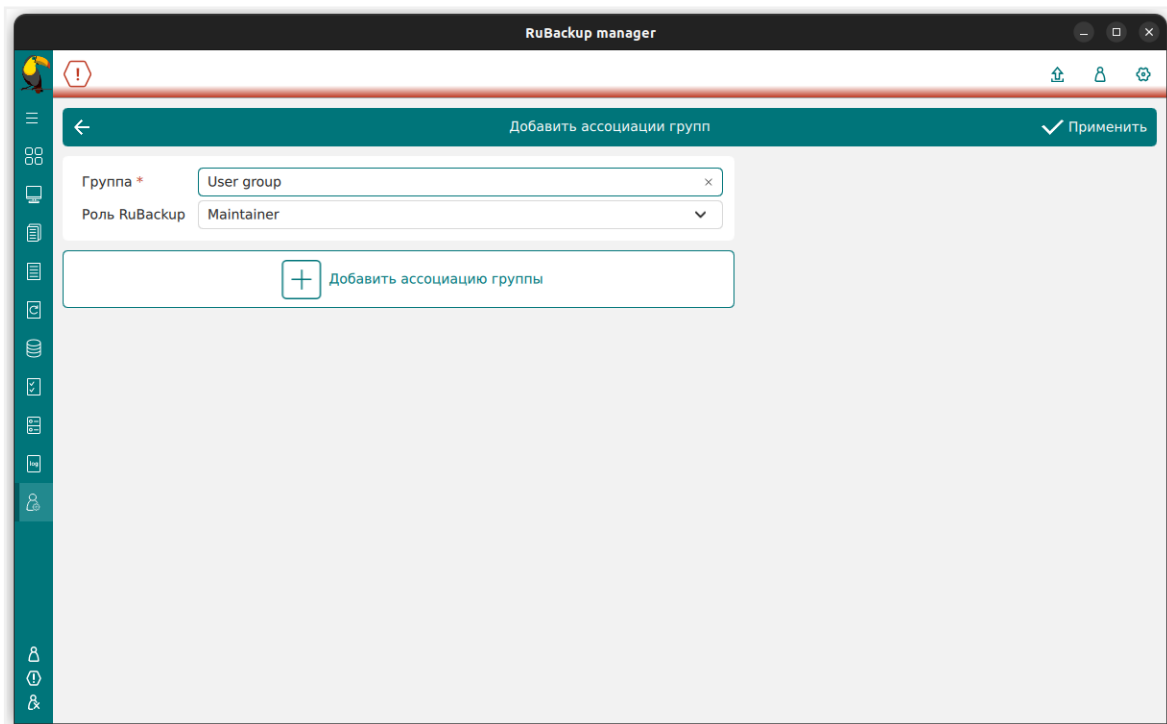 RuBackup manager
Добавить ассоциации групп
Применить
Группа *
User group
Роль RuBackup
Maintainer
Добавить ассоциацию группы
log